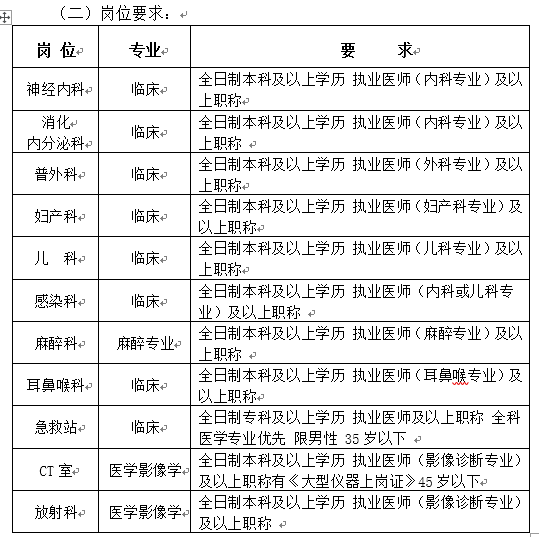 （二）岗位要求：
岗 位 专业 要 求
神经内科 临床 全日制本科及以上学历 执业医师（内科专业）及以
上职称
消化
内分泌科 临床 全日制本科及以上学历 执业医师（内科专业）及以
上职称
普外科 临床 全日制本科及以上学历 执业医师（外科专业）及以
上职称
妇产科 临床 全日制本科及以上学历 执业医师（妇产科专业）及
以上职称
儿 科 临床 全日制本科及以上学历 执业医师（儿科专业）及以
上职称
感染科 临床 全日制本科及以上学历 执业医师（内科或儿科专
业）及以上职称
麻醉科 麻醉专业 全日制本科及以上学历 执业医师（麻醉专业）及以
上职称
耳鼻喉科 临床 全日制本科及以上学历 执业医师（耳鼻喉专业）及
以上职称
急救站 临床 全日制专科及以上学历 执业医师及以上职称 全科
医学专业优先 限男性 35 岁以下
CT 室 医学影像学 全日制本科及以上学历 执业医师（影像诊断专业）
及以上职称有《大型仪器上岗证》45 岁以下
放射科 医学影像学 全日制本科及以上学历 执业医师（影像诊断专业）
及以上职称